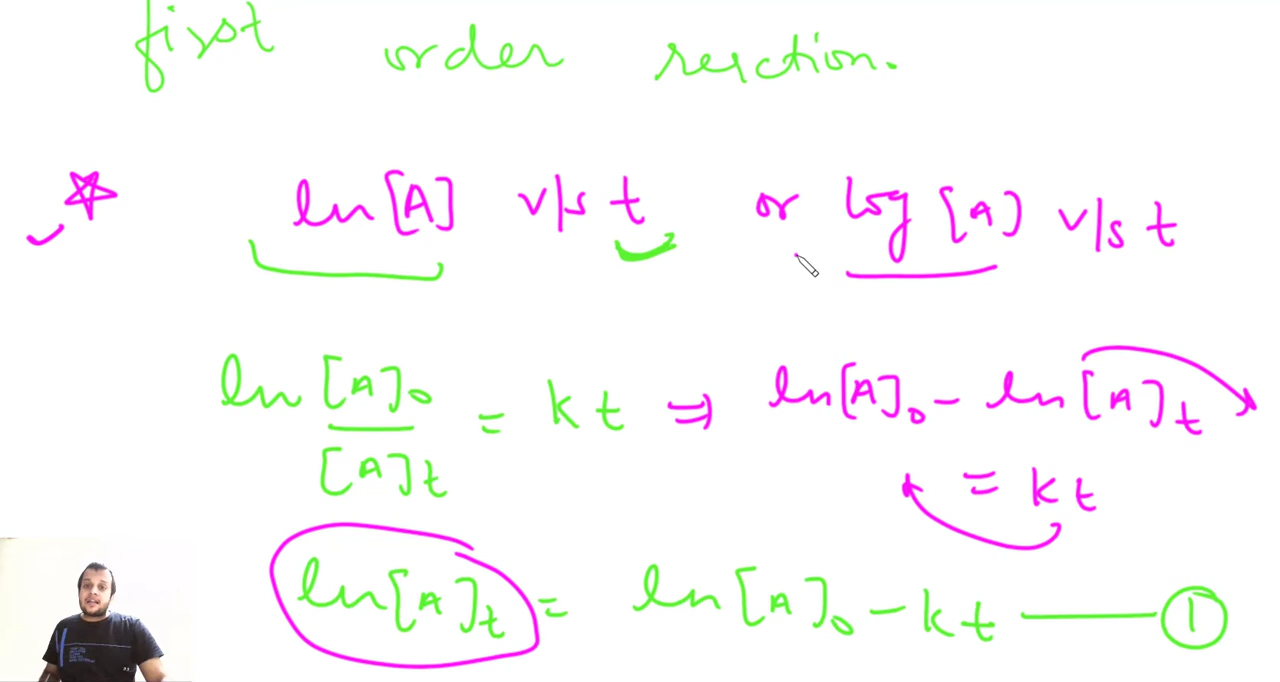 first order reaction.
ln[A] v/s t or log [A] v/s t
ln [A]₀ / [A]t = kt ⇒ ln[A]₀ - ln[A]t
= kt
ln[A]t = ln[A]₀ - kt —— ①